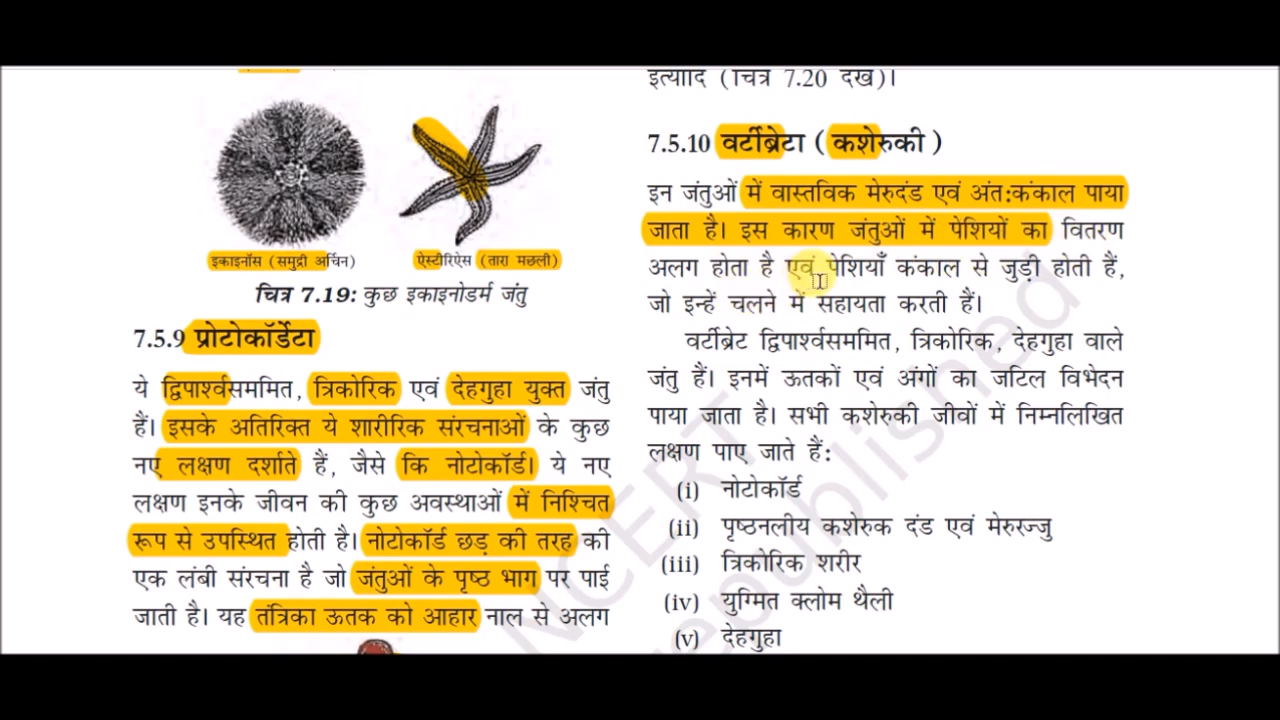 इकाइनॉस (समुद्री अर्चिन)
ऐस्टीरिऐस (तारा मछली)
चित्र 7.19: कुछ इकाइनोडर्म जंतु
7.5.9 प्रोटोकॉर्डेटा
ये द्विपार्श्वसममित, त्रिकोरिक एवं देहगुहा युक्त जंतु
हैं। इसके अतिरिक्त ये शारीरिक संरचनाओं के कुछ
नए लक्षण दर्शाते हैं, जैसे कि नोटोकॉर्ड। ये नए
लक्षण इनके जीवन की कुछ अवस्थाओं में निश्चित
रूप से उपस्थित होती है। नोटोकॉर्ड छड़ की तरह की
एक लंबी संरचना है जो जंतुओं के पृष्ठ भाग पर पाई
जाती है। यह तंत्रिका ऊतक को आहार नाल से अलग
इत्यादि (चित्र 7.20 देखें)।
7.5.10 वर्टीब्रेटा (कशेरुकी)
इन जंतुओं में वास्तविक मेरुदंड एवं अंतःकंकाल पाया
जाता है। इस कारण जंतुओं में पेशियों का वितरण
अलग होता है एवं पेशियाँ कंकाल से जुड़ी होती हैं,
जो इन्हें चलने में सहायता करती हैं।
वर्टीब्रेट द्विपार्श्वसममित, त्रिकोरिक, देहगुहा वाले
जंतु हैं। इनमें ऊतकों एवं अंगों का जटिल विभेदन
पाया जाता है। सभी कशेरुकी जीवों में निम्नलिखित
लक्षण पाए जाते हैं:
(i) नोटोकॉर्ड
(ii) पृष्ठनलीय कशेरुक दंड एवं मेरुरज्जु
(iii) त्रिकोरिक शरीर
(iv) युग्मित क्लोम थैली
(v) देहगुहा
NCERT
republished